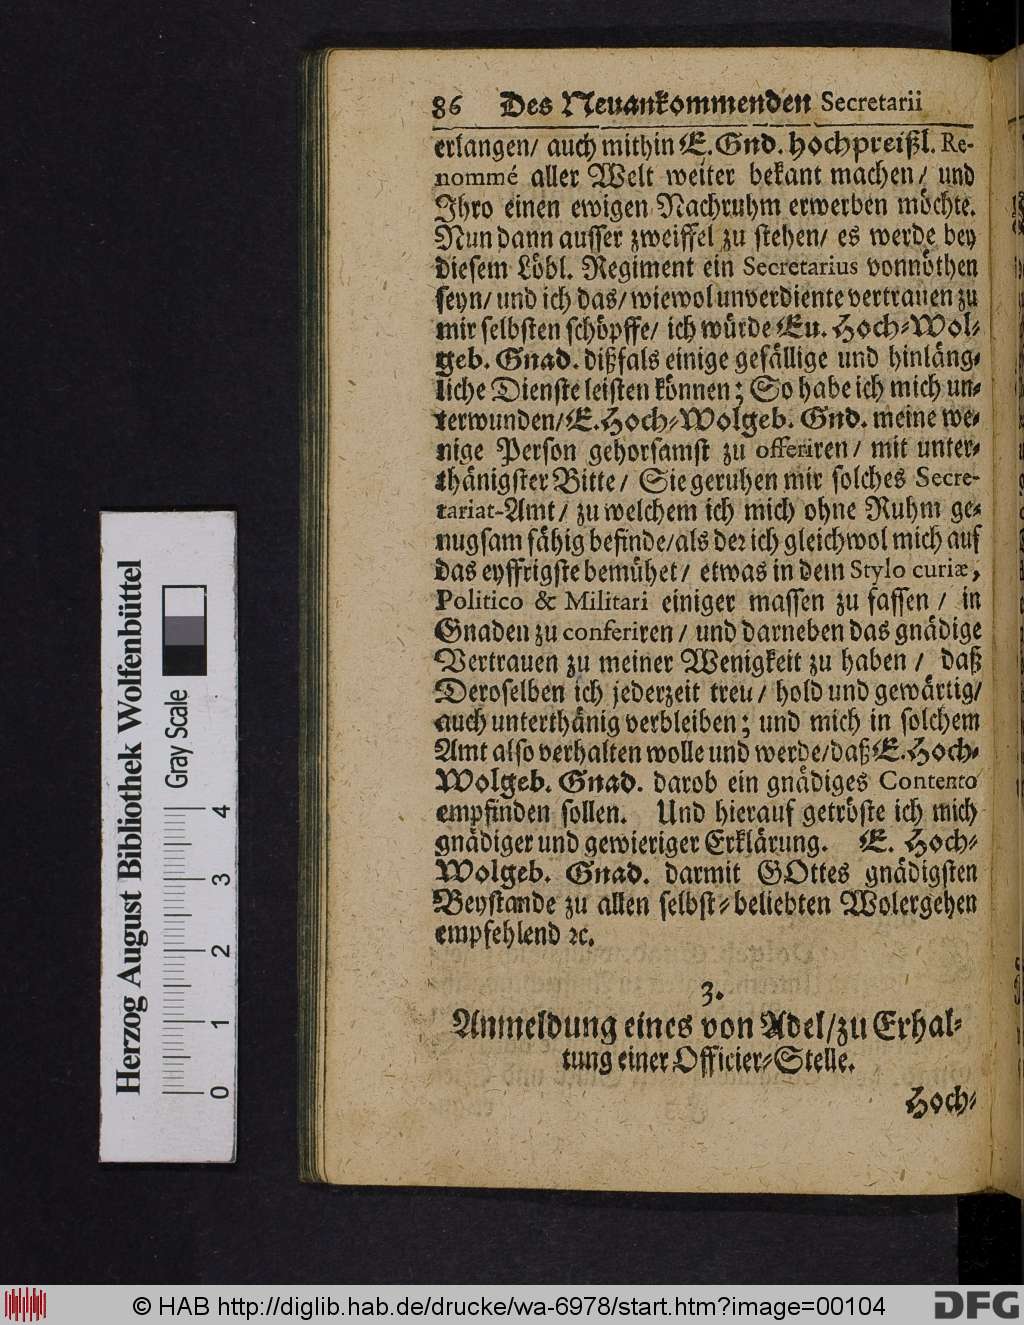 86 Des Neuankommenden Secretarii
erlangen/ auch mithin E. Gnd. hochpreißl. Re-
nommé aller Welt weiter bekant machen/ und
Ihro einen ewigen Nachruhm erwerben möchte.
Nun dann ausser zweiffel zu stehen/ es werde bey
diesem Löbl. Regiment ein Secretarius vonnöthen
seyn/ und ich das/ wiewol unverdiente vertrauen zu
mir selbsten schöpffe/ ich würde Eu. Hoch-Wol-
geb. Gnad. dißfals einige gefällige und hinläng-
liche Dienste leisten können; So habe ich mich un-
terwunden/ E. Hoch-Wolgeb. Gnd. meine we-
nige Person gehorsamst zu offeriren/ mit unter-
thänigster Bitte/ Sie geruhen mir solches Secre-
tariat-Amt/ zu welchem ich mich ohne Ruhm ge-
nugsam fähig befinde/ als der ich gleichwol mich auf
das eyffrigste bemühet/ etwas in dem Stylo curiæ,
Politico & Militari einiger massen zu fassen/ in
Gnaden zu conferiren/ und darneben das gnädige
Vertrauen zu meiner Wenigkeit zu haben/ daß
Deroselben ich jederzeit treu/ hold und gewärtig/
auch unterthänig verbleiben; und mich in solchem
Amt also verhalten wolle und werde/ daß E. Hoch-
Wolgeb. Gnad. darob ein gnädiges Contento
empfinden sollen. Und hierauf getröste ich mich
gnädiger und gewieriger Erklärung. E. Hoch-
Wolgeb. Gnad. darmit GOttes gnädigsten
Beystande zu allen selbst-beliebten Wolergehen
empfehlend ꝛc.
3.
Anmeldung eines von Adel/ zu Erhal-
tung einer Officier-Stelle.
Hoch-
Herzog August Bibliothek Wolfenbüttel
Gray Scale
0 1 2 3 4
© HAB http://diglib.hab.de/drucke/wa-6978/start.htm?image=00104
DFG